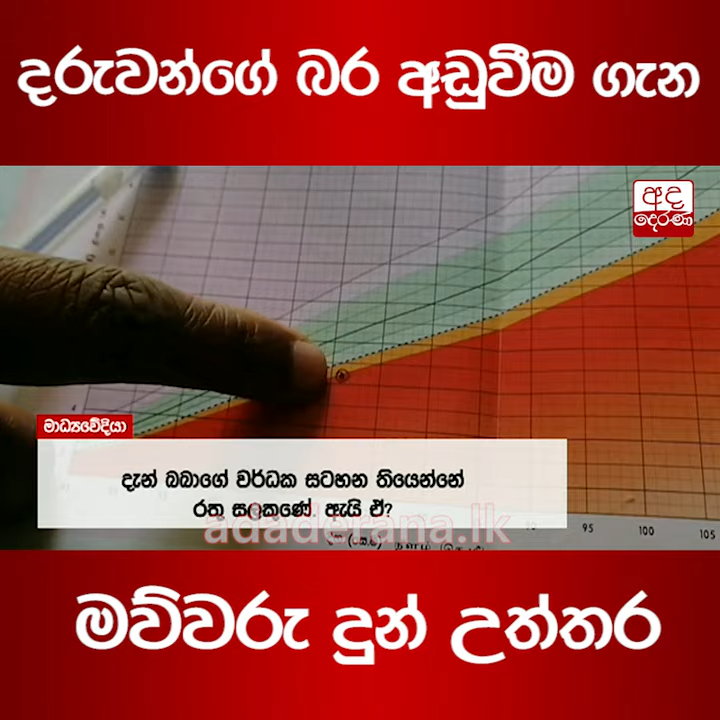 දරුවන්ගේ බර අඩුවීම ගැන
අද
දෙරණ
මාධ්‍යවේදියා
දැන් බබාගේ වර්ධක සටහන තියෙන්නේ
රතු සලකුණේ. ඇයි ඒ?
adaderana.lk
95
100
105
මව්වරු දුන් උත්තර